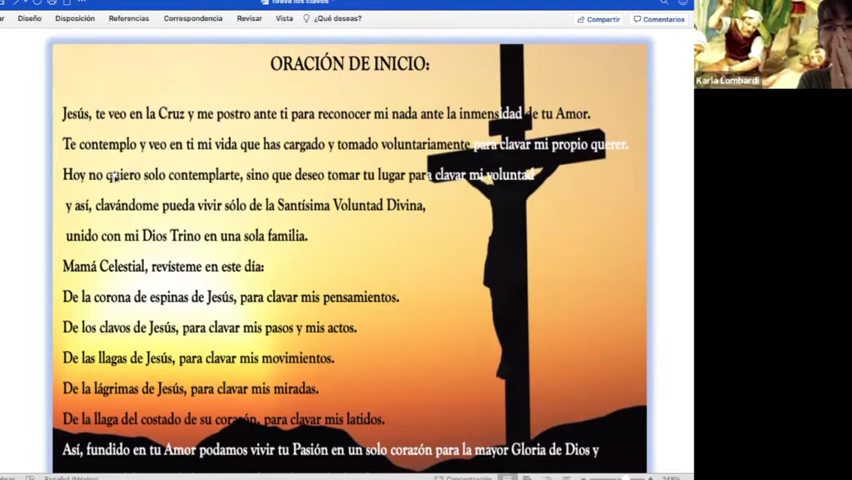 19ava los clavos
Diseño Disposición Referencias Correspondencia Revisar Vista ¿Qué deseas? Compartir Comentarios
Karla Lombardi
ORACIÓN DE INICIO:
Jesús, te veo en la Cruz y me postro ante ti para reconocer mi nada ante la inmensidad de tu Amor.
Te contemplo y veo en ti mi vida que has cargado y tomado voluntariamente para clavar mi propio querer.
Hoy no quiero solo contemplarte, sino que deseo tomar tu lugar para clavar mi voluntad
y así, clavándome pueda vivir sólo de la Santísima Voluntad Divina,
unido con mi Dios Trino en una sola familia.
Mamá Celestial, revísteme en este día:
De la corona de espinas de Jesús, para clavar mis pensamientos.
De los clavos de Jesús, para clavar mis pasos y mis actos.
De las llagas de Jesús, para clavar mis movimientos.
De la lágrimas de Jesús, para clavar mis miradas.
De la llaga del costado de su corazón, para clavar mis latidos.
Así, fundido en tu Amor podamos vivir tu Pasión en un solo corazón para la mayor Gloria de Dios y
Español (México) Concentración 248%